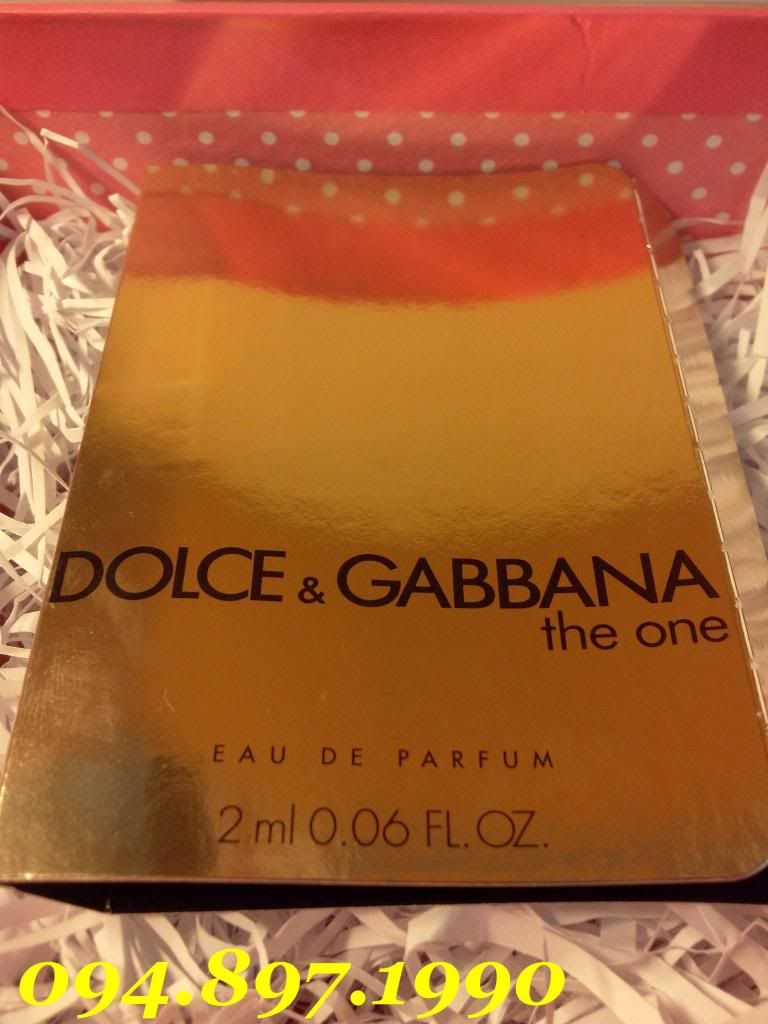 DOLCE & GABBANA
the one
EAU DE PARFUM
2 ml 0.06 FL. OZ.
094.897.1990